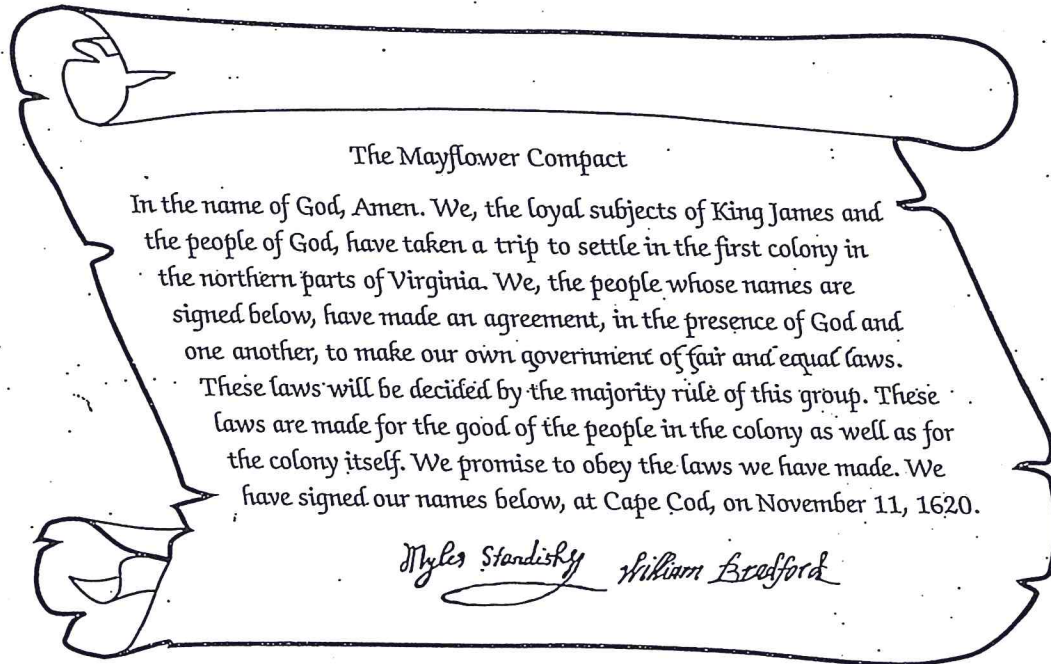 The Mayflower Compact
In the name of God, Amen. We, the loyal subjects of King James and
the people of God, have taken a trip to settle in the first colony in
the northern parts of Virginia. We, the people whose names are
signed below, have made an agreement, in the presence of God and
one another, to make our own government of fair and equal laws.
These laws will be decided by the majority rule of this group. These
laws are made for the good of the people in the colony as well as for
the colony itself. We promise to obey the laws we have made. We
have signed our names below, at Cape Cod, on November 11, 1620.
Myles Standish William Bradford